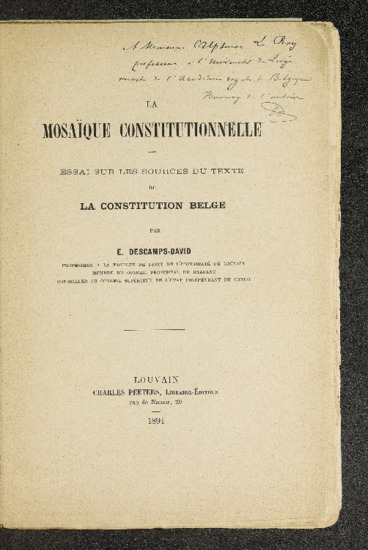 A Monsieur Alphonse Le Roy
professeur à l'Université de Liège
membre de l'Académie royale de Belgique
Hommage de l'auteur
LA
MOSAÏQUE CONSTITUTIONNELLE
ESSAI SUR LES SOURCES DU TEXTE
DE
LA CONSTITUTION BELGE
PAR
E. DESCAMPS-DAVID
PROFESSEUR A LA FACULTÉ DE DROIT DE L'UNIVERSITÉ DE LOUVAIN
MEMBRE DU CONSEIL PROVINCIAL DE BRABANT
CONSEILLER AU CONSEIL SUPÉRIEUR DE L'ÉTAT INDÉPENDANT DU CONGO
LOUVAIN
CHARLES PEETERS, LIBRAIRE-ÉDITEUR
rue de Namur, 20
1891